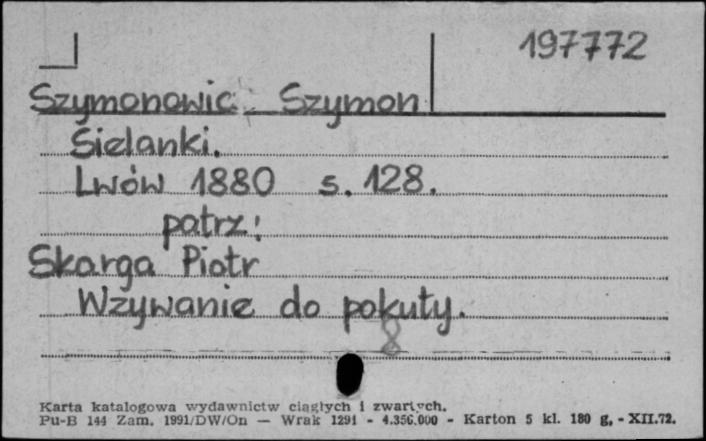 197772
Szymonowic Szymon
Sielanki.
Lwów 1880 s. 128.
patrz:
Skarga Piotr
Wzywanie do pokuty.
8
Karta katalogowa wydawnictw ciągłych i zwartych.
Pu-B 144 Zam. 1991/DW/On — Wrak 1291 - 4.356.000 - Karton 5 kl. 180 g. - XII.72.